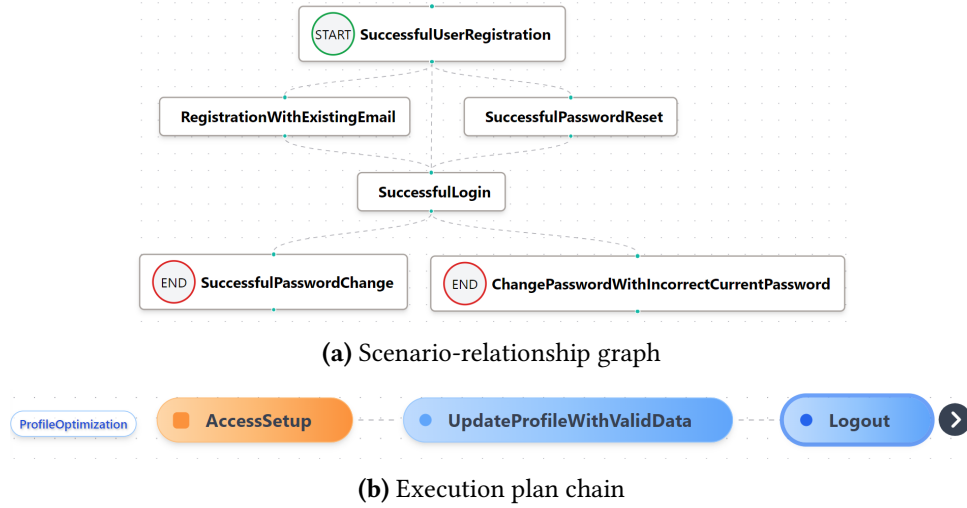 START SuccessfulUserRegistration
RegistrationWithExistingEmail
SuccessfulPasswordReset
SuccessfulLogin
END SuccessfulPasswordChange
END ChangePasswordWithIncorrectCurrentPassword
(a) Scenario-relationship graph
ProfileOptimization
AccessSetup
UpdateProfileWithValidData
Logout
(b) Execution plan chain